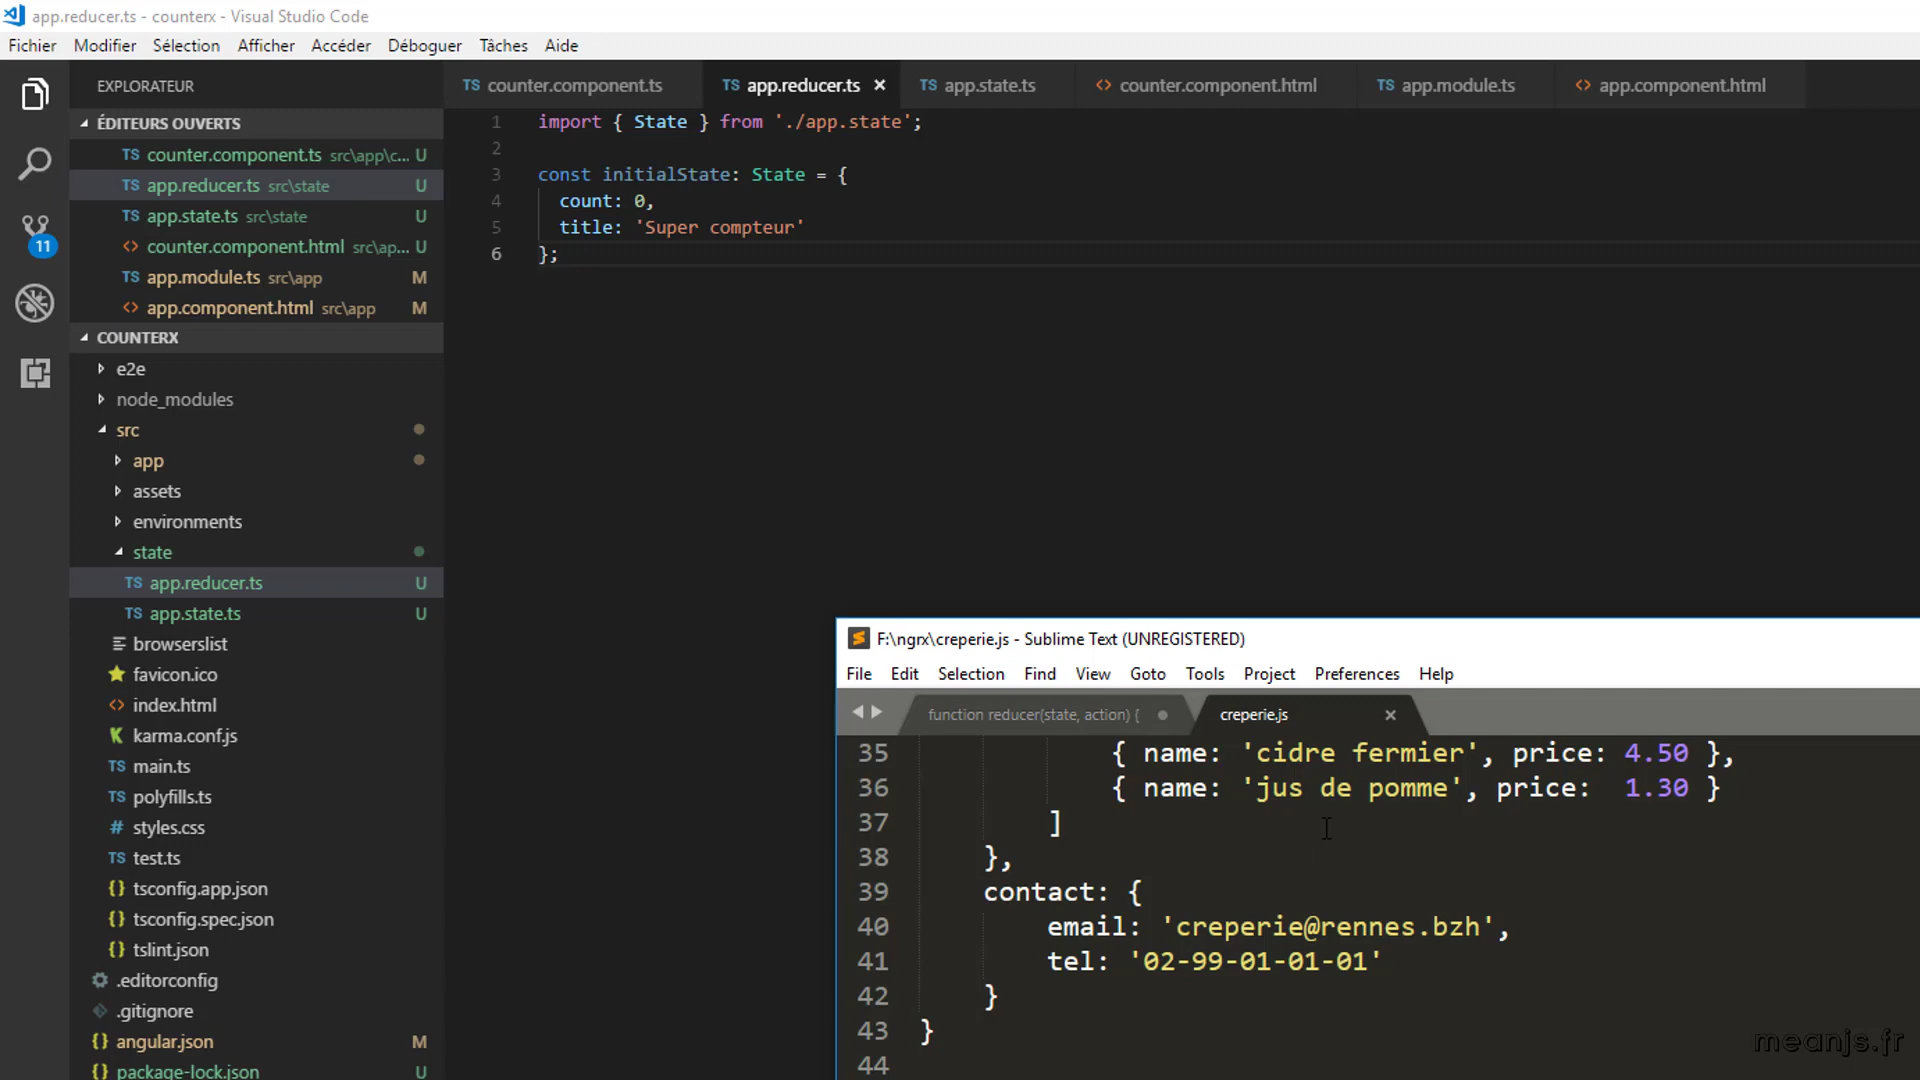 app.reducer.ts - counterx - Visual Studio Code
Fichier Modifier Sélection Afficher Accéder Déboguer Tâches Aide
EXPLORATEUR
ÉDITEURS OUVERTS
TS counter.component.ts src\app\c... U
TS app.reducer.ts src\state U
TS app.state.ts src\state U
<> counter.component.html src\ap... U
TS app.module.ts src\app M
<> app.component.html src\app M
11
COUNTERX
e2e
node_modules
src
app
assets
environments
state
TS app.reducer.ts U
TS app.state.ts U
browserslist
favicon.ico
<> index.html
karma.conf.js
TS main.ts
TS polyfills.ts
# styles.css
TS test.ts
{} tsconfig.app.json
{} tsconfig.spec.json
{} tslint.json
.editorconfig
.gitignore
{} angular.json M
{} package-lock.json U
TS counter.component.ts TS app.reducer.ts × TS app.state.ts <> counter.component.html TS app.module.ts <> app.component.html
1 import { State } from './app.state';
2
3 const initialState: State = {
4 count: 0,
5 title: 'Super compteur'
6 };
F:\ngrx\creperie.js - Sublime Text (UNREGISTERED)
File Edit Selection Find View Goto Tools Project Preferences Help
function reducer(state, action) { creperie.js ×
35 { name: 'cidre fermier', price: 4.50 },
36 { name: 'jus de pomme', price: 1.30 }
37 ]
38 },
39 contact: {
40 email: 'creperie@rennes.bzh',
41 tel: '02-99-01-01-01'
42 }
43 }
44
meanjs.fr